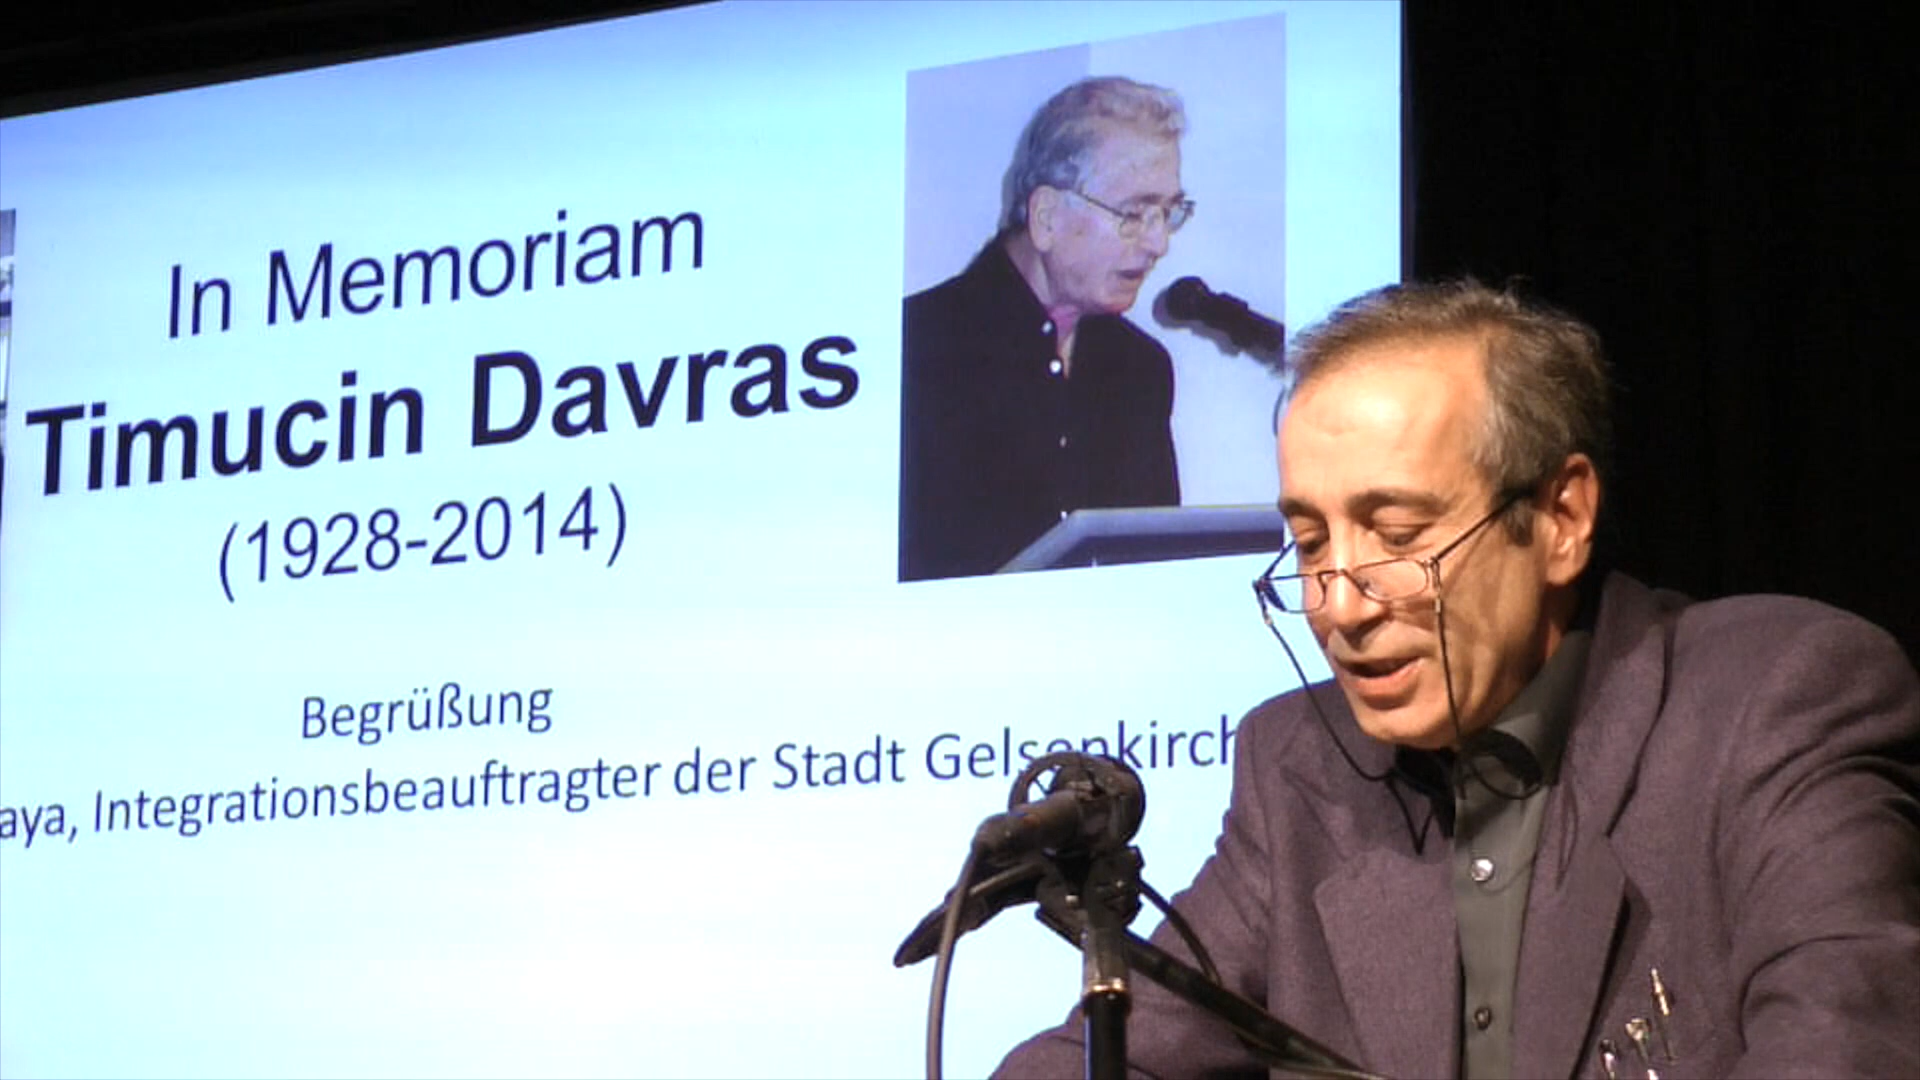 In Memoriam
Timucin Davras
(1928-2014)
Begrüßung
aya, Integrationsbeauftragter der Stadt Gelsenkirch